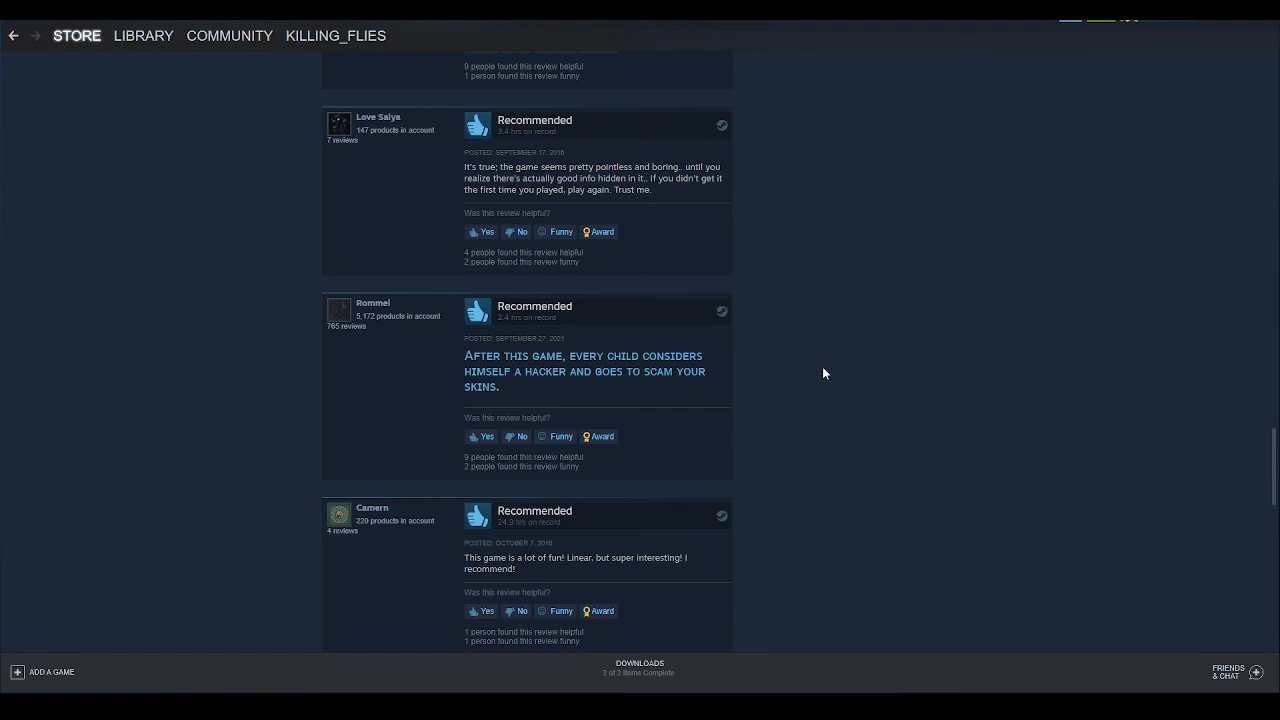 STORE LIBRARY COMMUNITY KILLING_FLIES
9 people found this review helpful
1 person found this review funny
Love Saiya
147 products in account
7 reviews
Recommended
3.4 hrs on record
POSTED: SEPTEMBER 17, 2016
It's true; the game seems pretty pointless and boring.. until you
realize there's actually good info hidden in it.. If you didn't get it
the first time you played, play again. Trust me.
Was this review helpful?
Yes No Funny Award
4 people found this review helpful
2 people found this review funny
Rommel
5,172 products in account
765 reviews
Recommended
2.4 hrs on record
POSTED: SEPTEMBER 27, 2021
After this game, every child considers
himself a hacker and goes to scam your
skins.
Was this review helpful?
Yes No Funny Award
9 people found this review helpful
2 people found this review funny
Camern
220 products in account
4 reviews
Recommended
24.9 hrs on record
POSTED: OCTOBER 7, 2018
This game is a lot of fun! Linear, but super interesting! I
recommend!
Was this review helpful?
Yes No Funny Award
1 person found this review helpful
1 person found this review funny
ADD A GAME
DOWNLOADS
2 of 2 Items Complete
FRIENDS
& CHAT